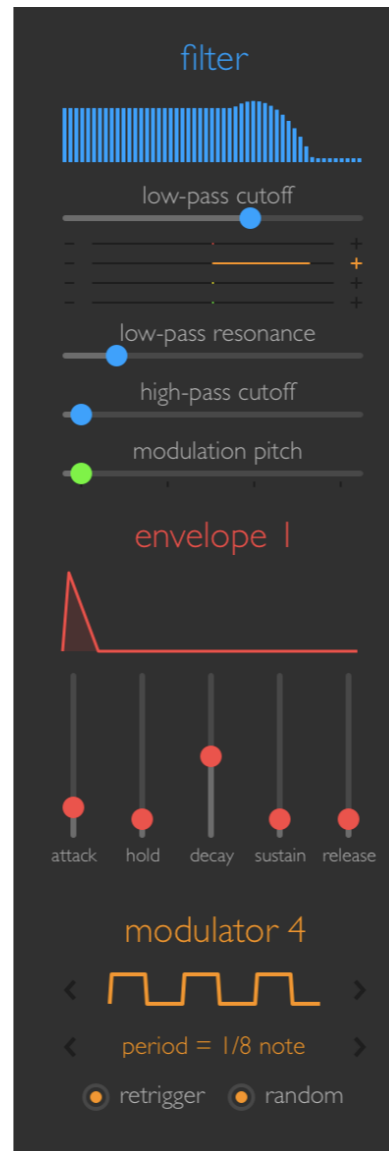 filter
low-pass cutoff
- +
- +
- +
- +
low-pass resonance
high-pass cutoff
modulation pitch
envelope 1
attack hold decay sustain release
modulator 4
period = 1/8 note
retrigger random